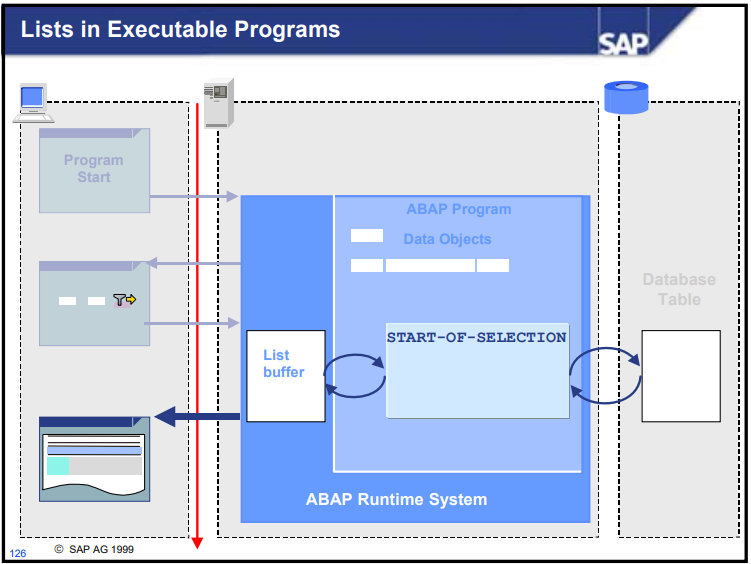 Lists in Executable Programs
SAP
Program
Start
ABAP Program
Data Objects
Database
Table
START-OF-SELECTION
List
buffer
ABAP Runtime System
126
© SAP AG 1999